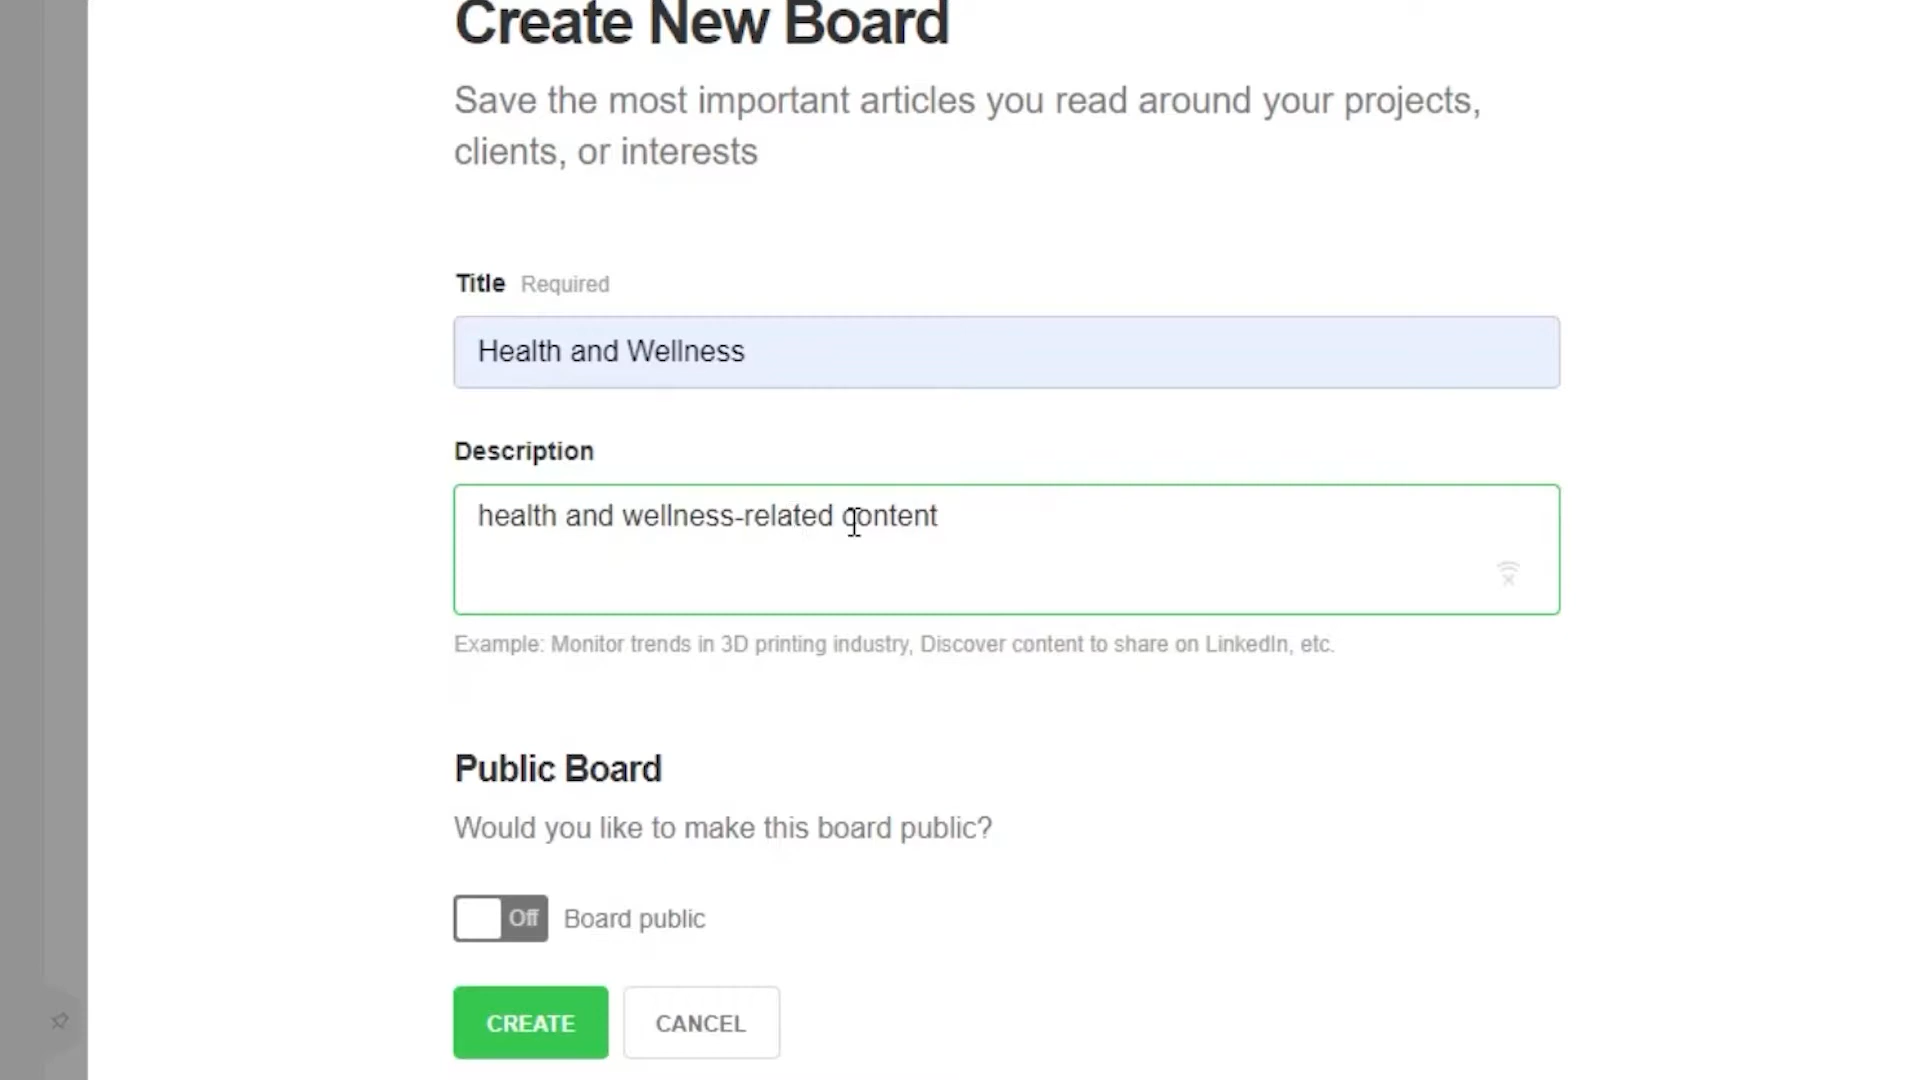 Create New Board
Save the most important articles you read around your projects,
clients, or interests
Title Required
Health and Wellness
Description
health and wellness-related content
Example: Monitor trends in 3D printing industry, Discover content to share on LinkedIn, etc.
Public Board
Would you like to make this board public?
Off Board public
CREATE CANCEL